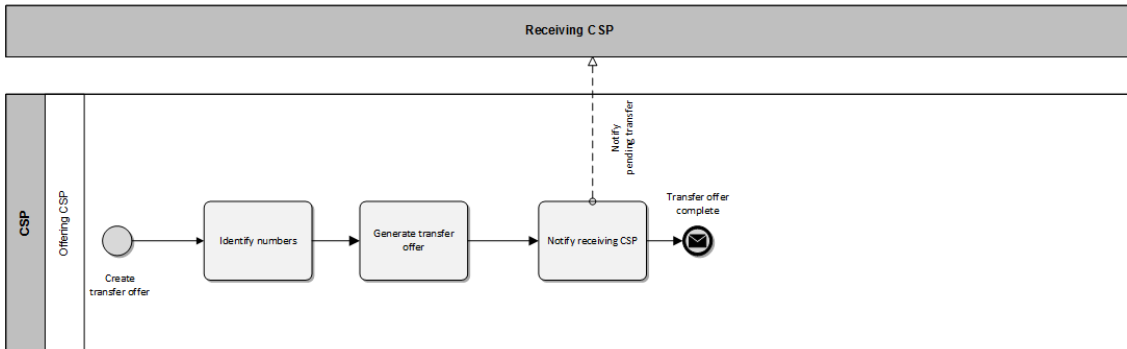 Receiving CSP
Notify
pending transfer
CSP
Offering CSP
Create
transfer offer
Identify numbers
Generate transfer
offer
Notify receiving CSP
Transfer offer
complete